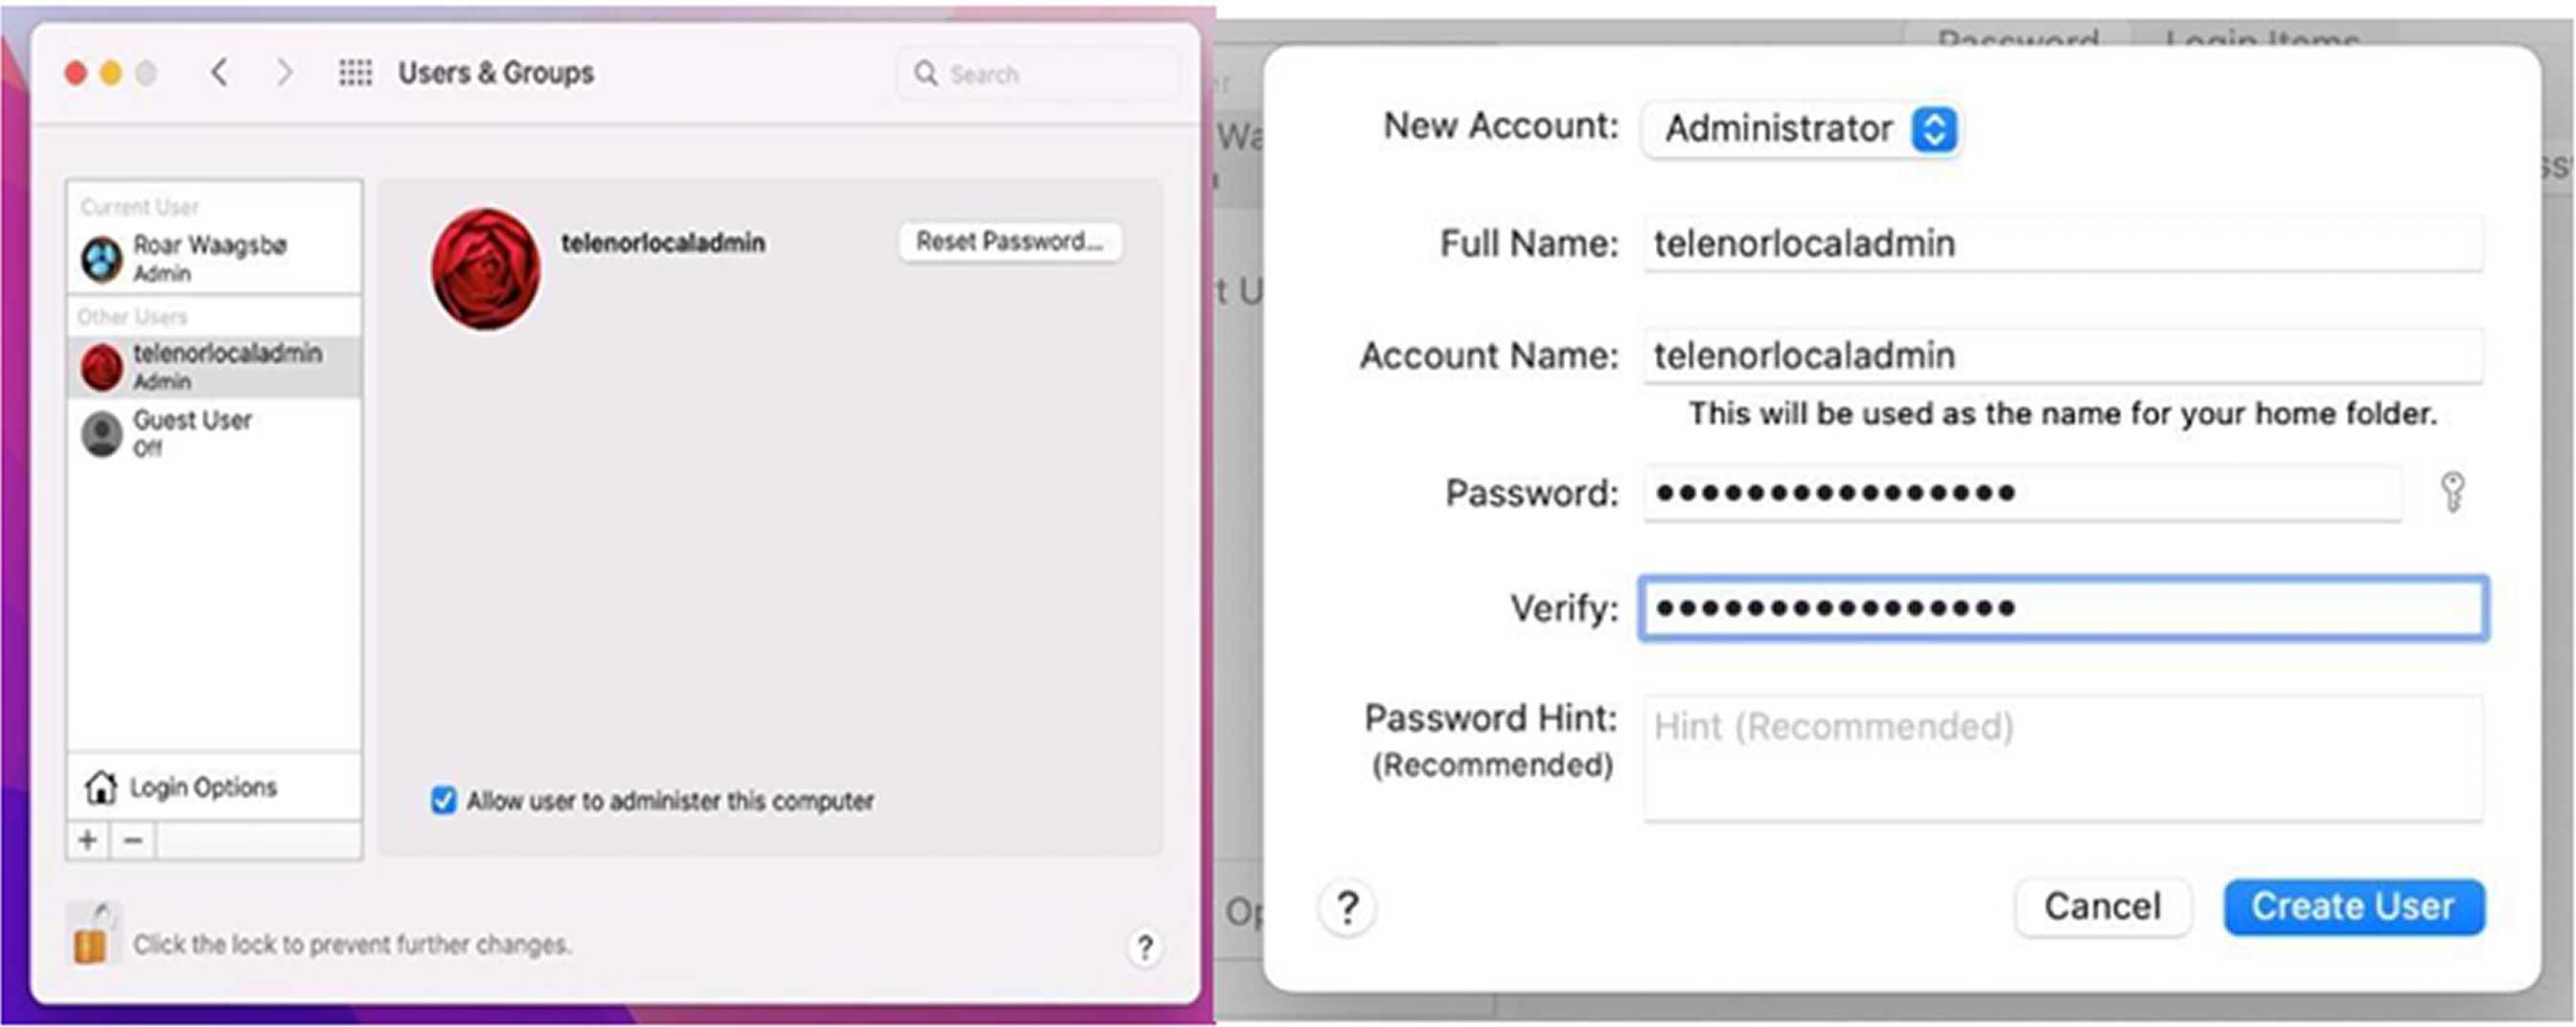 Users & Groups
Search
Current User
Roar Waagsbø
Admin
Other Users
telenorlocaladmin
Admin
Guest User
Off
Login Options
+ −
telenorlocaladmin
Reset Password...
Allow user to administer this computer
Click the lock to prevent further changes.
?
Password
Login Items
New Account: Administrator
Full Name: telenorlocaladmin
Account Name: telenorlocaladmin
This will be used as the name for your home folder.
Password: ••••••••••••••••
Verify: ••••••••••••••••
Password Hint: Hint (Recommended)
(Recommended)
?
Cancel
Create User